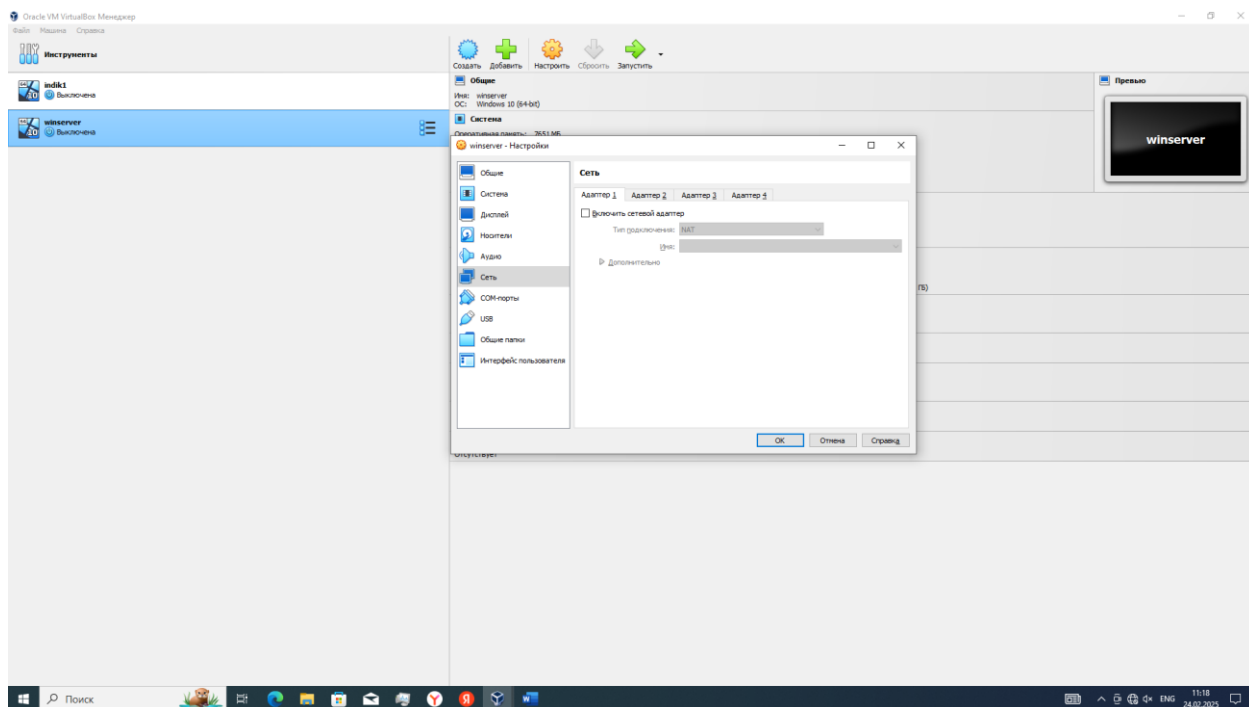 Oracle VM VirtualBox Менеджер
Файл Машина Справка
Инструменты
Создать Добавить Настроить Сбросить Запустить
indik1
Выключена
winserver
Выключена
Общие
Имя: winserver
ОС: Windows 10 (64-bit)
Система
Оперативная память: 7651 МБ
Превью
winserver
winserver - Настройки
Общие
Система
Дисплей
Носители
Аудио
Сеть
COM-порты
USB
Общие папки
Интерфейс пользователя
Сеть
Адаптер 1 Адаптер 2 Адаптер 3 Адаптер 4
Включить сетевой адаптер
Тип подключения: NAT
Имя:
Дополнительно
ГБ)
OK Отмена Справка
Отсутствует
Поиск
ENG
11:18
24.02.2025